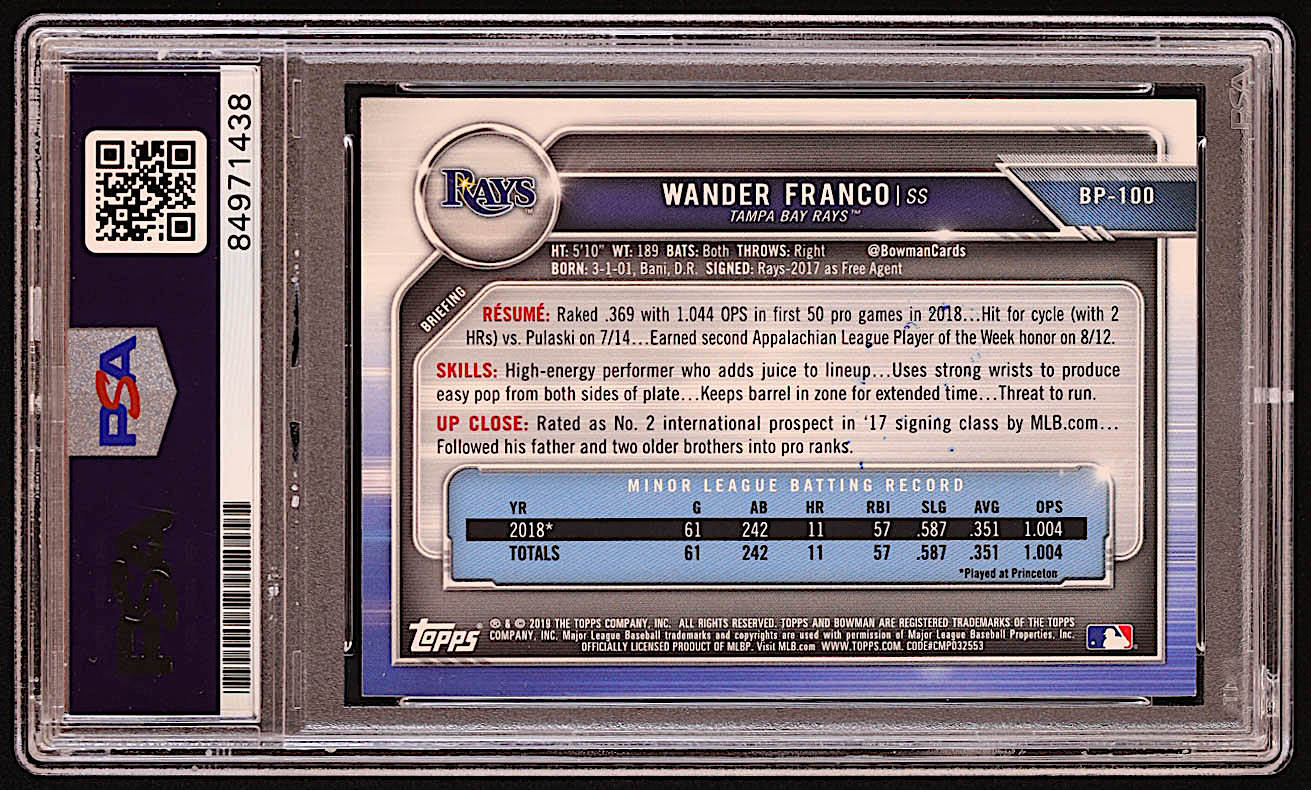 84971438
PSA
PSA
PSA
RAYS™
WANDER FRANCO | SS
TAMPA BAY RAYS™
BP-100
HT: 5'10" WT: 189 BATS: Both THROWS: Right @BowmanCards
BORN: 3-1-01, Bani, D.R. SIGNED: Rays-2017 as Free Agent
BRIEFING
RÉSUMÉ: Raked .369 with 1.044 OPS in first 50 pro games in 2018...Hit for cycle (with 2
HRs) vs. Pulaski on 7/14...Earned second Appalachian League Player of the Week honor on 8/12.
SKILLS: High-energy performer who adds juice to lineup...Uses strong wrists to produce
easy pop from both sides of plate...Keeps barrel in zone for extended time...Threat to run.
UP CLOSE: Rated as No. 2 international prospect in '17 signing class by MLB.com...
Followed his father and two older brothers into pro ranks.
MINOR LEAGUE BATTING RECORD
YR G AB HR RBI SLG AVG OPS
2018* 61 242 11 57 .587 .351 1.004
TOTALS 61 242 11 57 .587 .351 1.004
*Played at Princeton
Topps ® & © 2019 THE TOPPS COMPANY, INC. ALL RIGHTS RESERVED. TOPPS AND BOWMAN ARE REGISTERED TRADEMARKS OF THE TOPPS
COMPANY, INC. Major League Baseball trademarks and copyrights are used with permission of Major League Baseball Properties, Inc.
OFFICIALLY LICENSED PRODUCT OF MLBP. Visit MLB.com WWW.TOPPS.COM. CODE#CMP032553